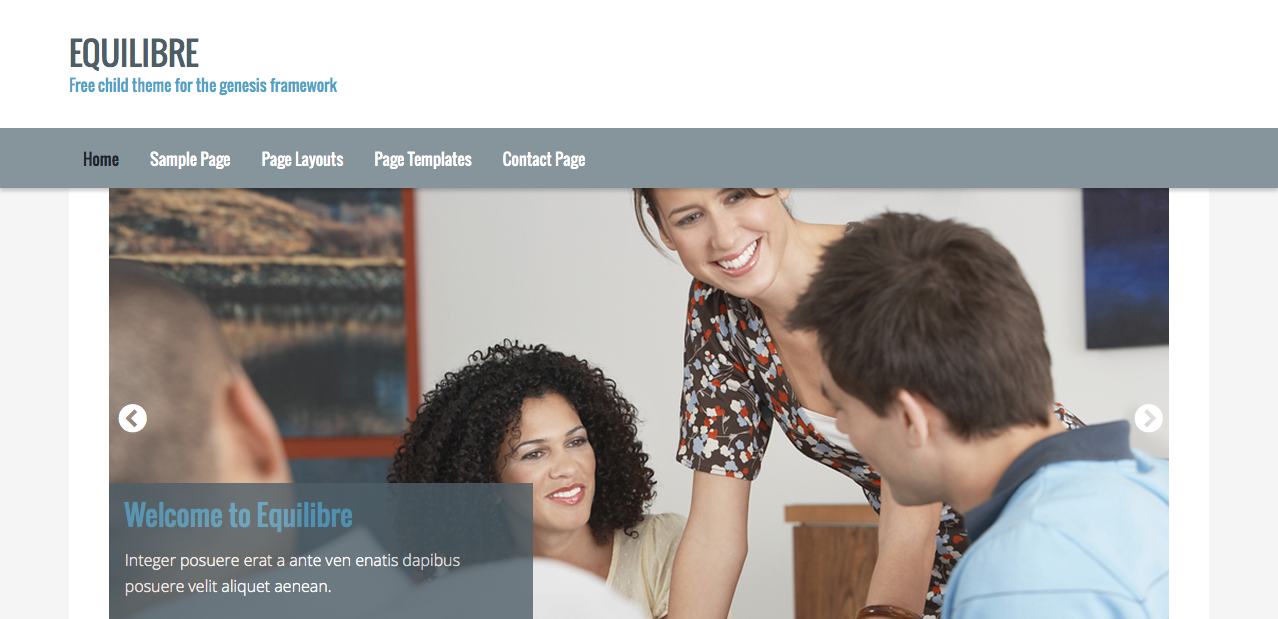 EQUILIBRE
Free child theme for the genesis framework
Home Sample Page Page Layouts Page Templates Contact Page
Welcome to Equilibre
Integer posuere erat a ante ven enatis dapibus
posuere velit aliquet aenean.